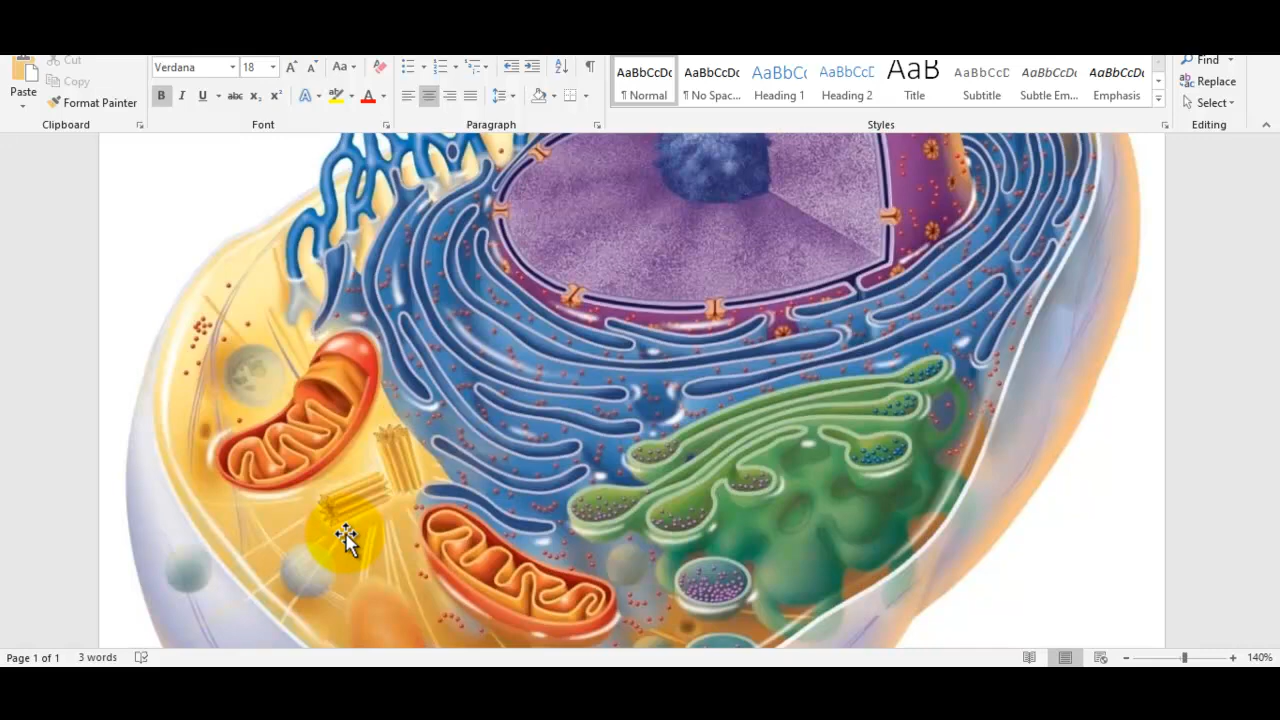 Cut
Copy
Paste
Format Painter
Clipboard
Verdana
18
Aa
B I U abc x₂ x² A A
Font
Paragraph
AaBbCcDc AaBbCcDc AaBbCc AaBbCcE AaB AaBbCcD AaBbCcDc AaBbCcDc
¶ Normal ¶ No Spac... Heading 1 Heading 2 Title Subtitle Subtle Em... Emphasis
Styles
Find
Replace
Select
Editing
Page 1 of 1 3 words
140%